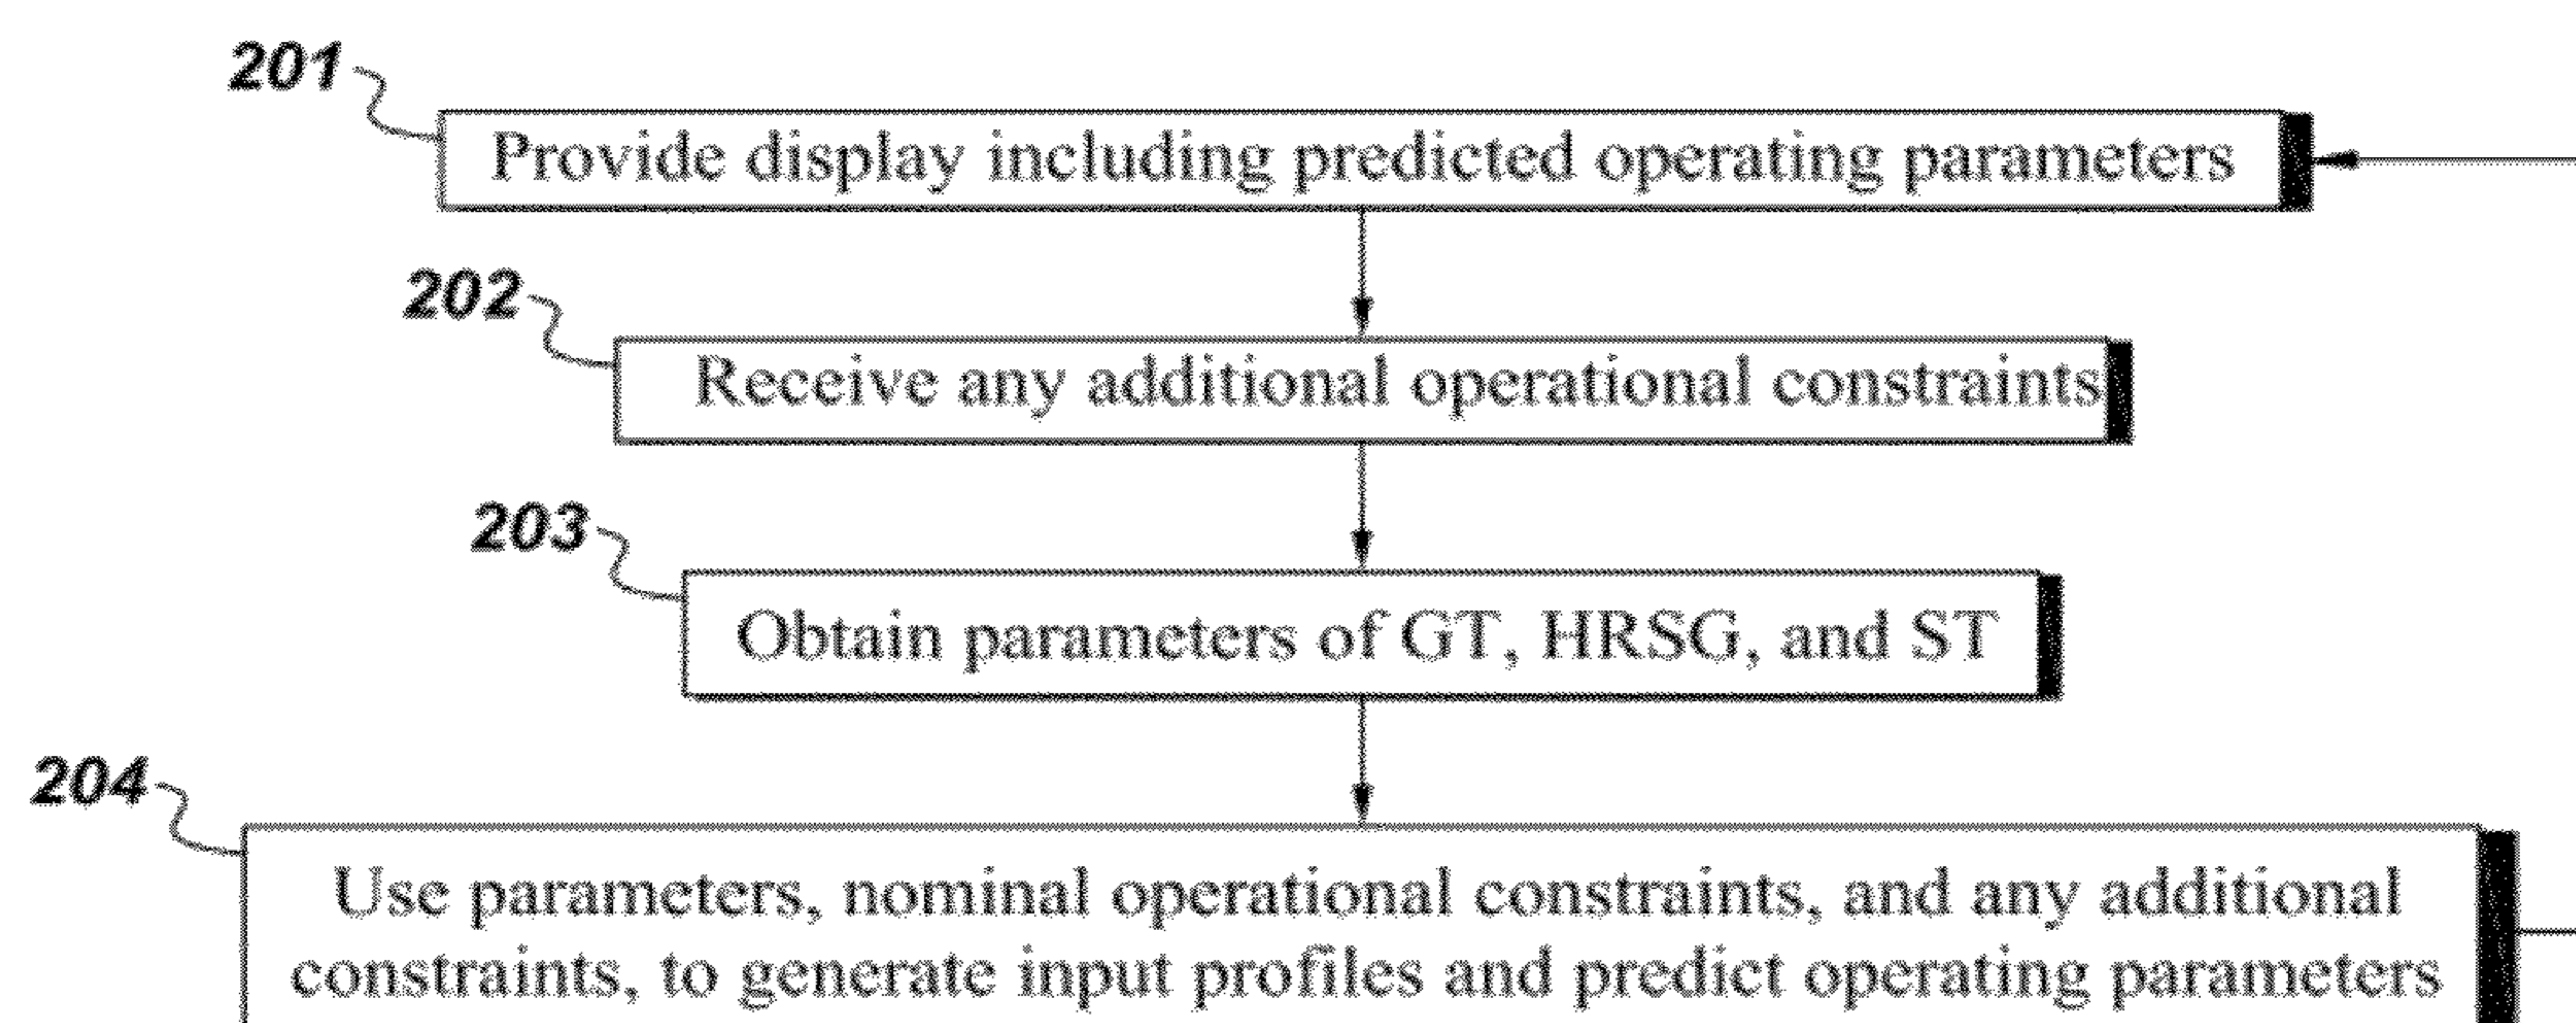 201
Provide display including predicted operating parameters
202
Receive any additional operational constraints
203
Obtain parameters of GT, HRSG, and ST
204
Use parameters, nominal operational constraints, and any additional
constraints, to generate input profiles and predict operating parameters